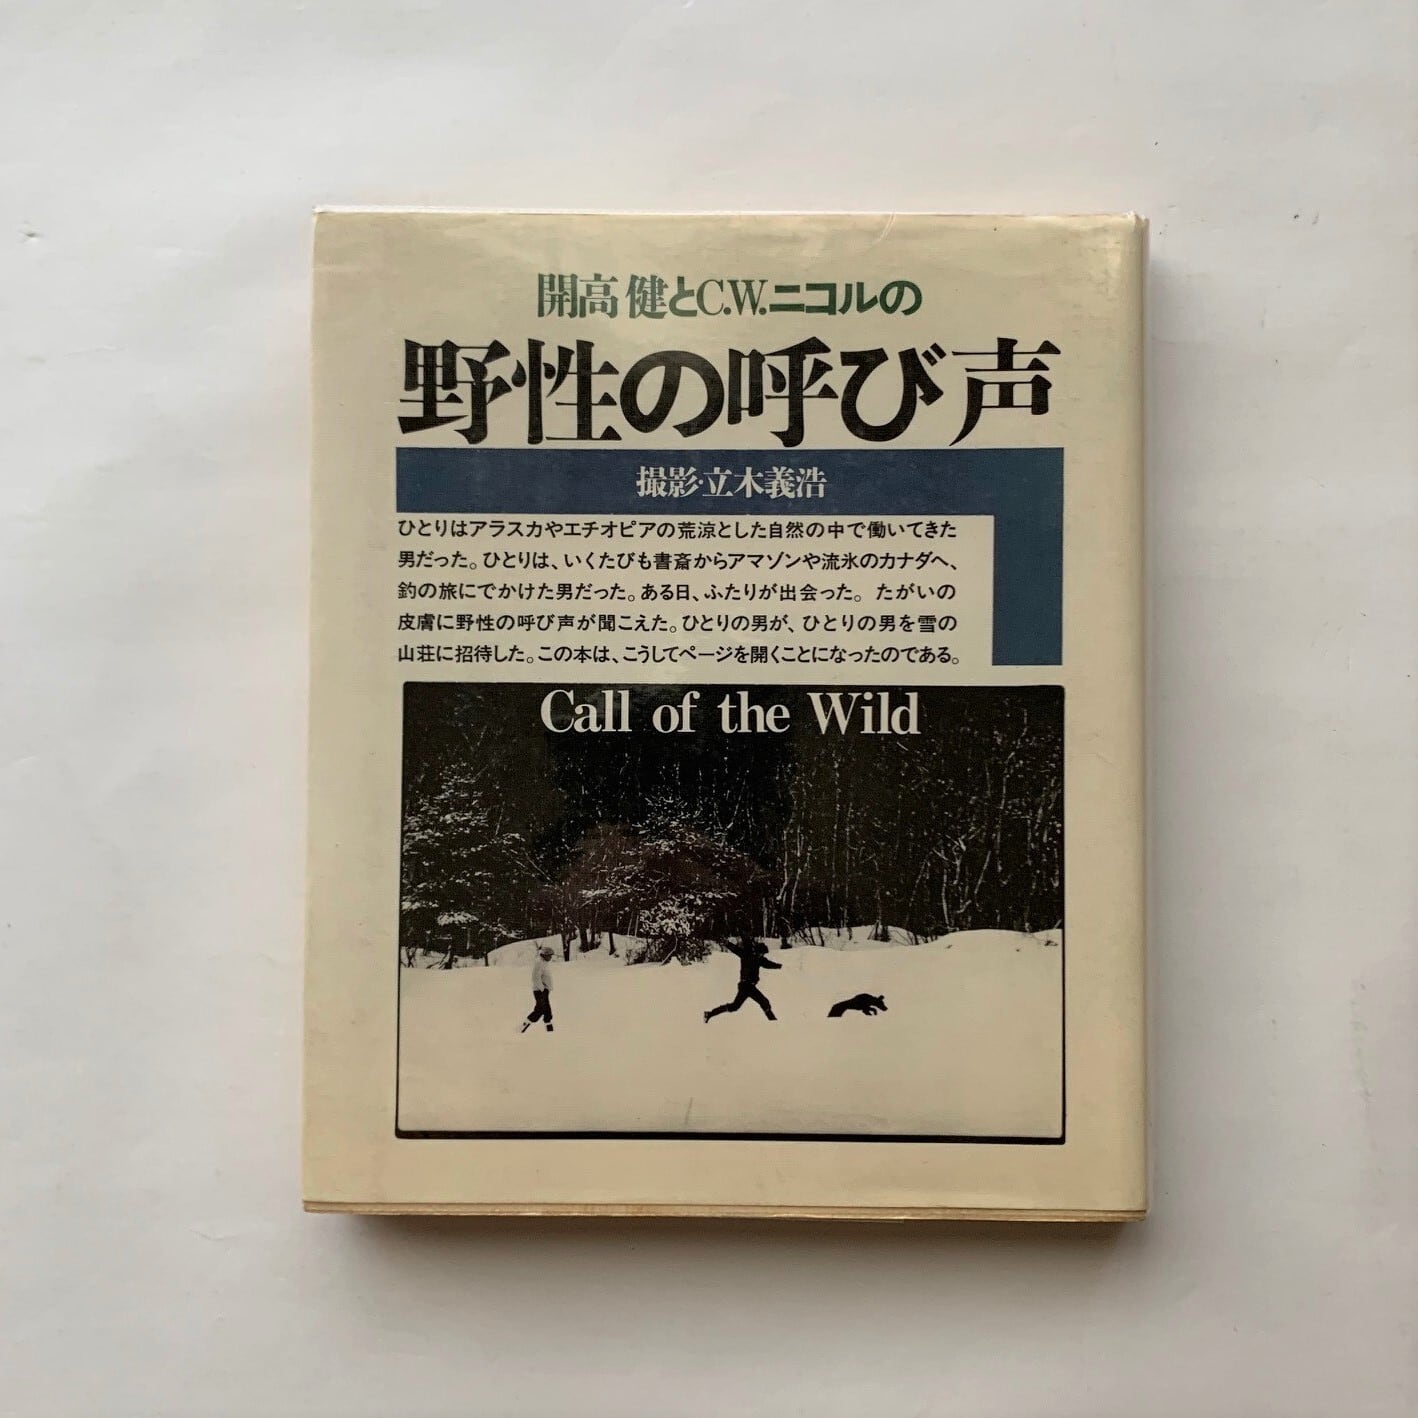 開高 健とC.W.ニコルの
野性の呼び声
撮影・立木義浩
ひとりはアラスカやエチオピアの荒涼とした自然の中で働いてきた
男だった。ひとりは、いくたびも書斎からアマゾンや流氷のカナダへ、
釣の旅にでかけた男だった。ある日、ふたりが出会った。たがいの
皮膚に野性の呼び声が聞こえた。ひとりの男が、ひとりの男を雪の
山荘に招待した。この本は、こうしてページを開くことになったのである。
Call of the Wild